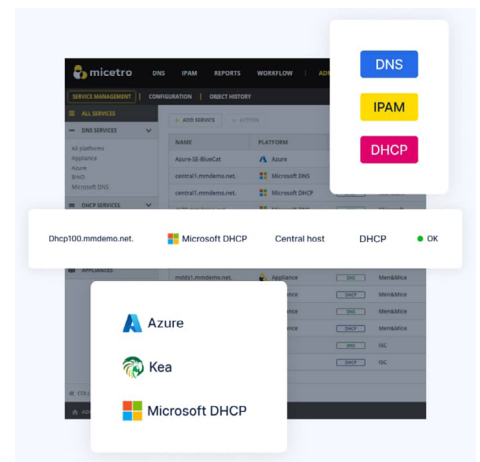 DNS
IPAM
DHCP
micetro
DNS IPAM REPORTS WORKFLOW
SERVICE MANAGEMENT CONFIGURATION OBJECT HISTORY
ALL SERVICES
DNS SERVICES
All platforms
Appliance
Azure
BIND
Microsoft DNS
DHCP SERVICES
+ ADD SERVICE ACTION
NAME PLATFORM
Azure-SE-BlueCat Azure
central1.mmdemo.net. Microsoft DNS
central1.mmdemo.net. Microsoft DHCP
Dhcp100.mmdemo.net. Microsoft DHCP Central host DHCP OK
APPLIANCES
mdds1.mmdemo.net. Appliance DNS Men&Mice
DHCP Men&Mice
DNS Men&Mice
DHCP Men&Mice
DNS ISC
DHCP ISC
Azure
Kea
Microsoft DHCP